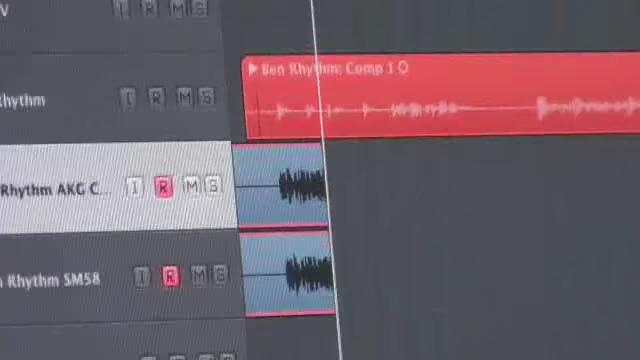 V I R M S
Ben Rhythm: Comp 1
Rhythm I R M S
Rhythm AKG C... I R M S
Rhythm SM58 I R M S